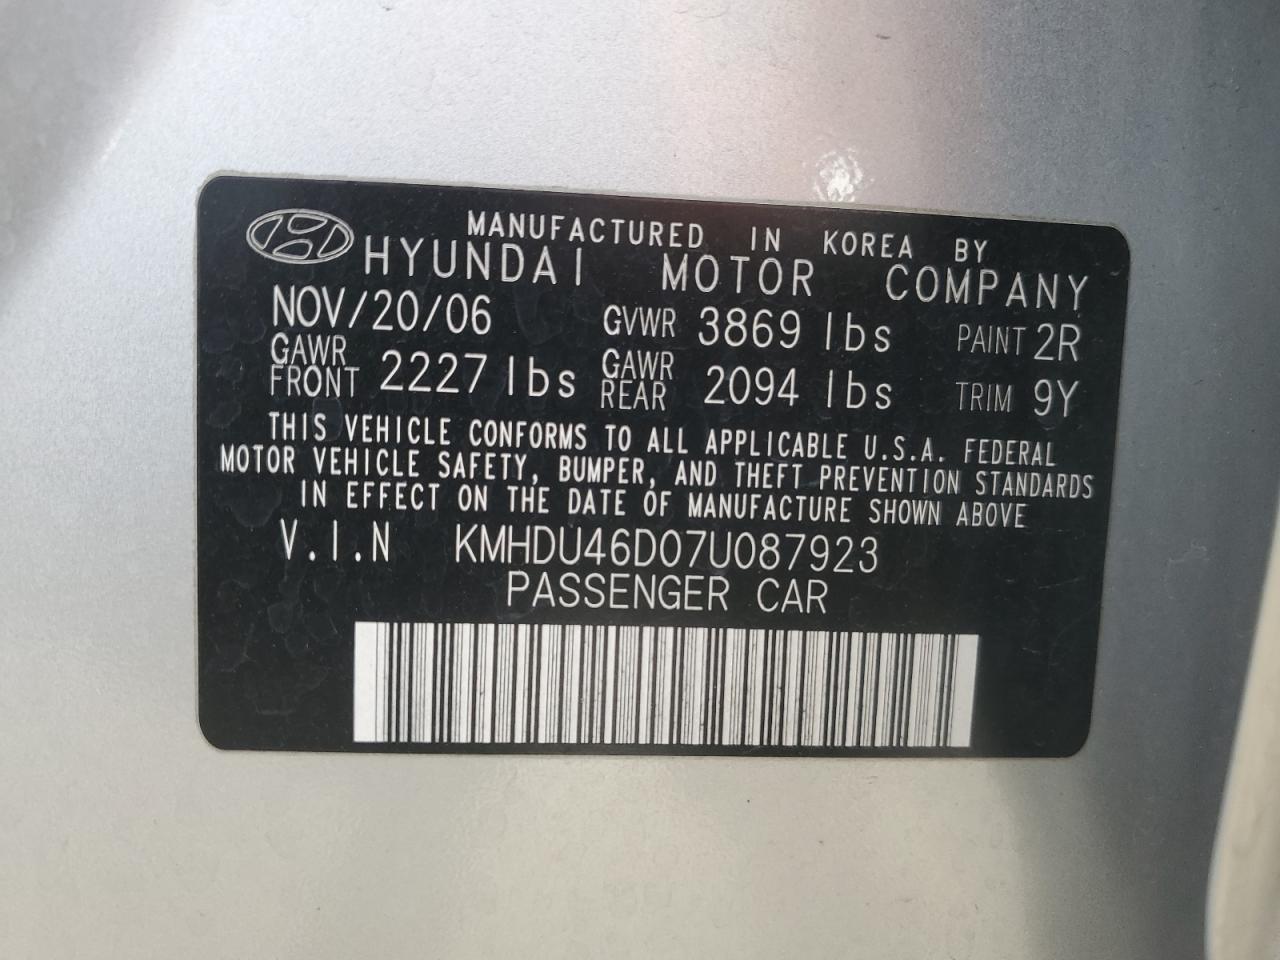 MANUFACTURED IN KOREA BY
HYUNDAI MOTOR COMPANY
NOV/20/06 GVWR 3869 lbs PAINT 2R
GAWR FRONT 2227 lbs GAWR REAR 2094 lbs TRIM 9Y
THIS VEHICLE CONFORMS TO ALL APPLICABLE U.S.A. FEDERAL
MOTOR VEHICLE SAFETY, BUMPER, AND THEFT PREVENTION STANDARDS
IN EFFECT ON THE DATE OF MANUFACTURE SHOWN ABOVE
V.I.N KMHDU46D07U087923
PASSENGER CAR